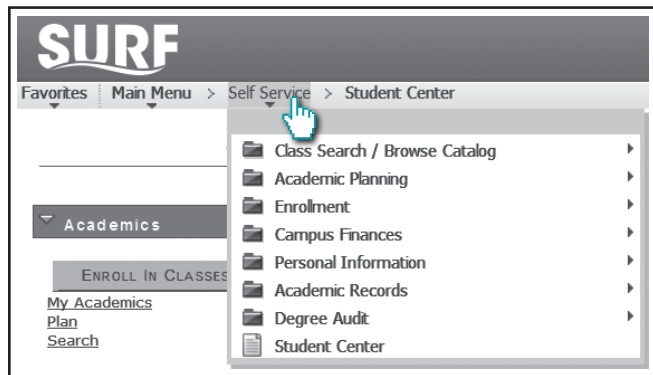 SURF
Favorites Main Menu > Self Service > Student Center
Class Search / Browse Catalog
Academic Planning
Enrollment
Campus Finances
Personal Information
Academic Records
Degree Audit
Student Center
Academics
ENROLL IN CLASSES
My Academics
Plan
Search